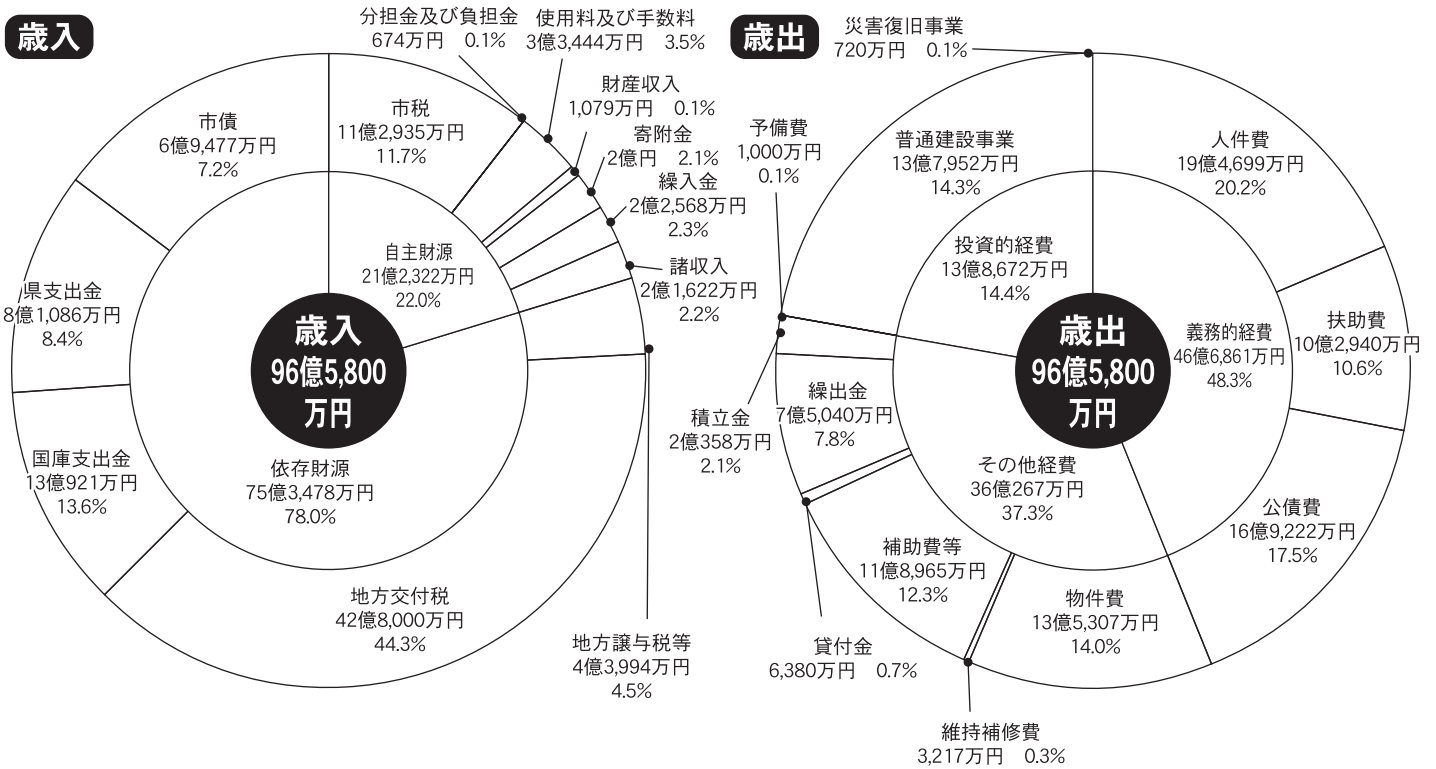 歳入
分担金及び負担金
674万円 0.1%
使用料及び手数料
3億3,444万円 3.5%
財産収入
1,079万円 0.1%
寄附金
2億円 2.1%
繰入金
2億2,568万円
2.3%
諸収入
2億1,622万円
2.2%
市税
11億2,935万円
11.7%
市債
6億9,477万円
7.2%
自主財源
21億2,322万円
22.0%
県支出金
8億1,086万円
8.4%
歳入
96億5,800
万円
国庫支出金
13億921万円
13.6%
依存財源
75億3,478万円
78.0%
地方交付税
42億8,000万円
44.3%
地方譲与税等
4億3,994万円
4.5%
歳出
災害復旧事業
720万円 0.1%
予備費
1,000万円
0.1%
普通建設事業
13億7,952万円
14.3%
人件費
19億4,699万円
20.2%
投資的経費
13億8,672万円
14.4%
義務的経費
46億6,861万円
48.3%
扶助費
10億2,940万円
10.6%
歳出
96億5,800
万円
積立金
2億358万円
2.1%
繰出金
7億5,040万円
7.8%
その他経費
36億267万円
37.3%
公債費
16億9,222万円
17.5%
補助費等
11億8,965万円
12.3%
物件費
13億5,307万円
14.0%
貸付金
6,380万円 0.7%
維持補修費
3,217万円 0.3%